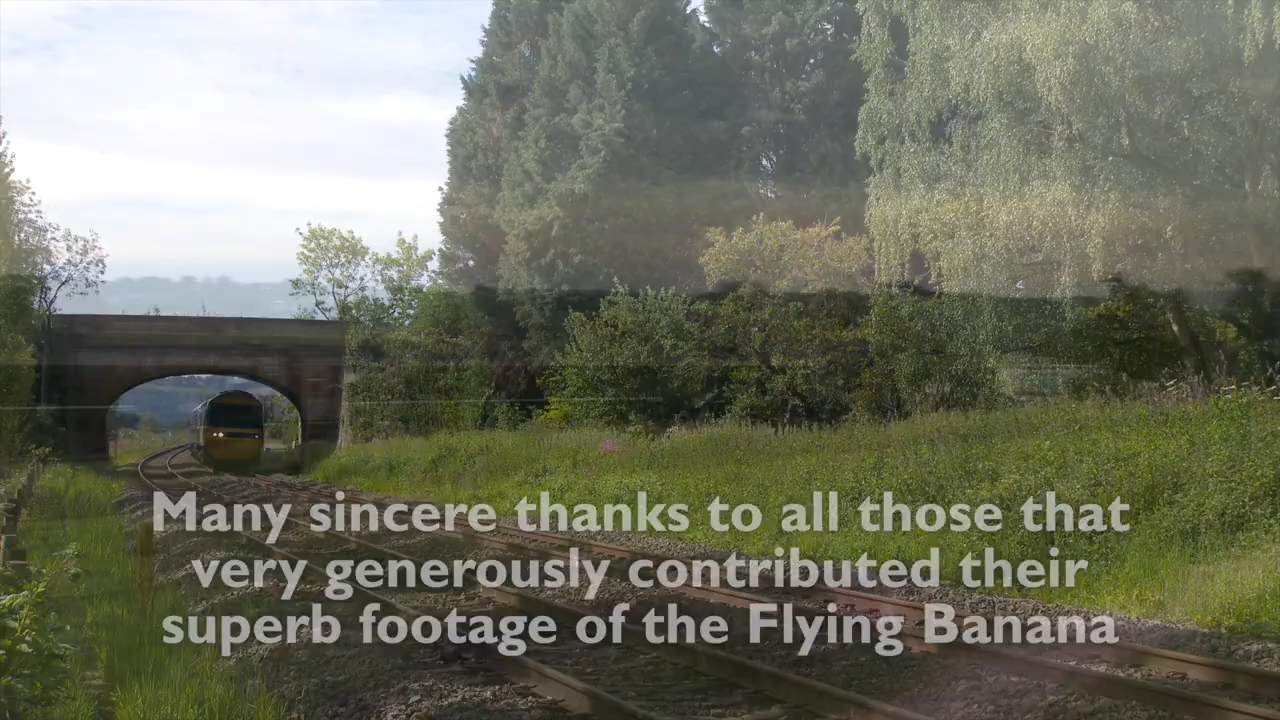 Many sincere thanks to all those that
very generously contributed their
superb footage of the Flying Banana